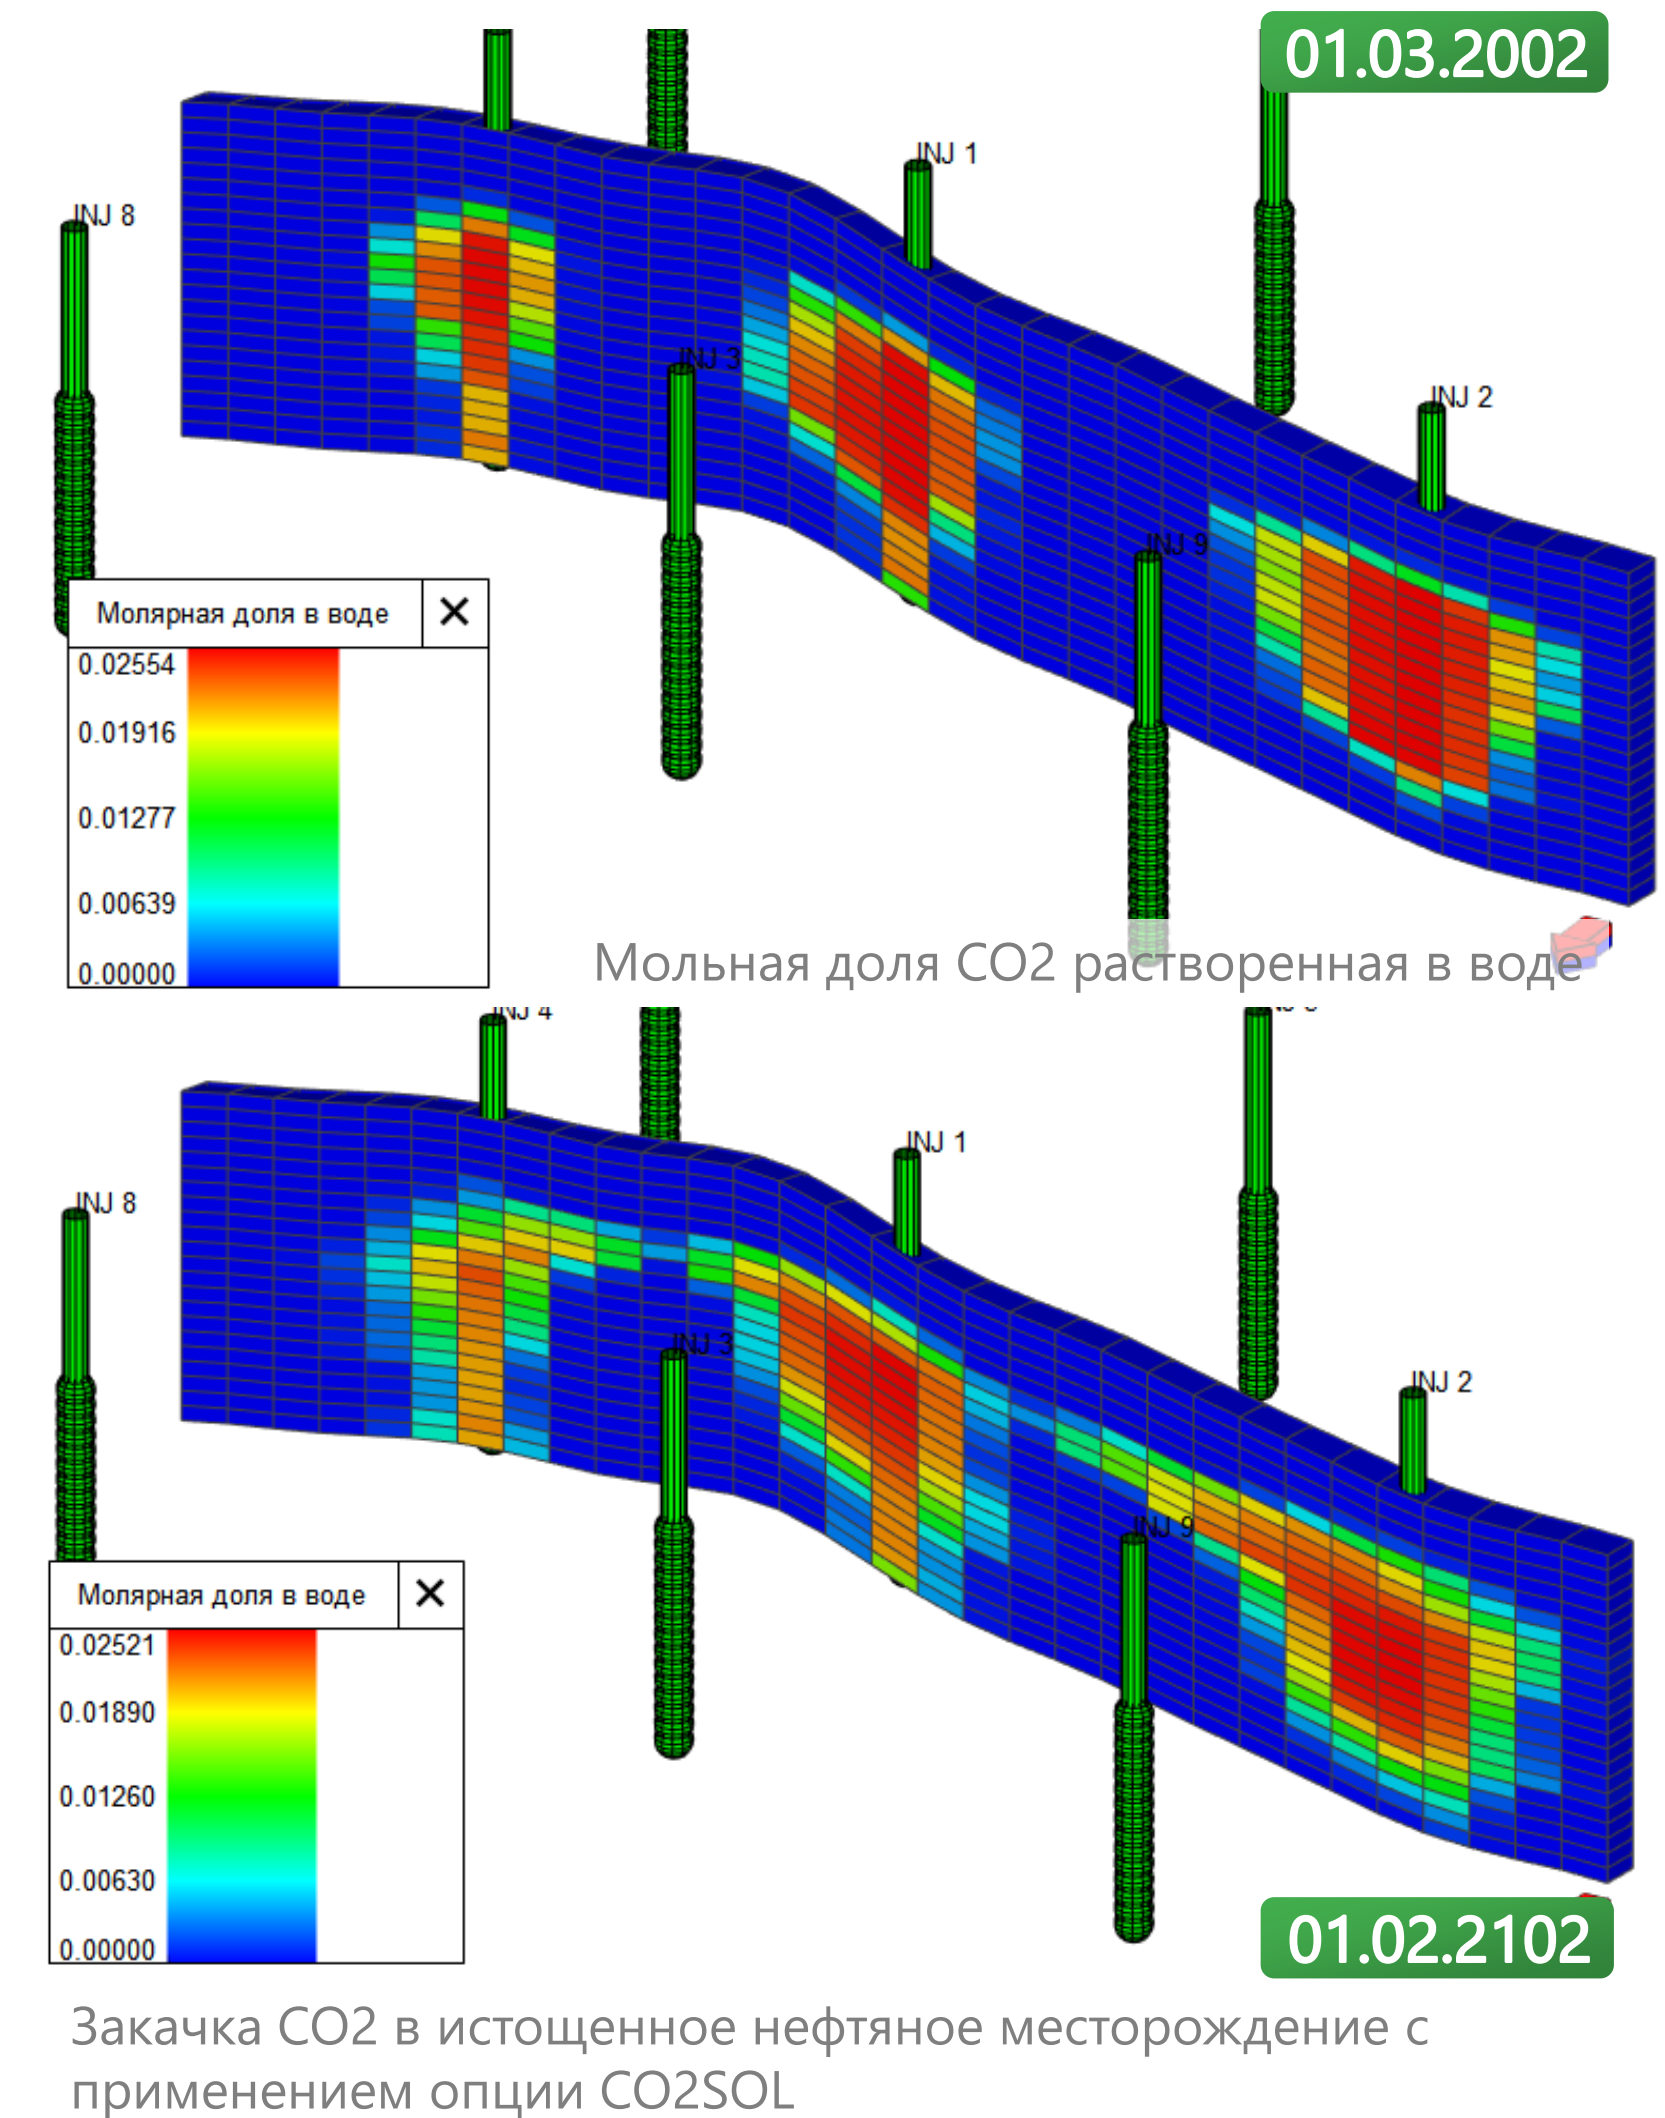 01.03.2002
INJ 1
INJ 8
INJ 3
INJ 2
INJ 9
Молярная доля в воде
0.02554
0.01916
0.01277
0.00639
0.00000
Мольная доля CO2 растворенная в воде
INJ 4
INJ 1
INJ 8
INJ 3
INJ 2
INJ 9
Молярная доля в воде
0.02521
0.01890
0.01260
0.00630
0.00000
01.02.2102
Закачка CO2 в истощенное нефтяное месторождение с
применением опции CO2SOL